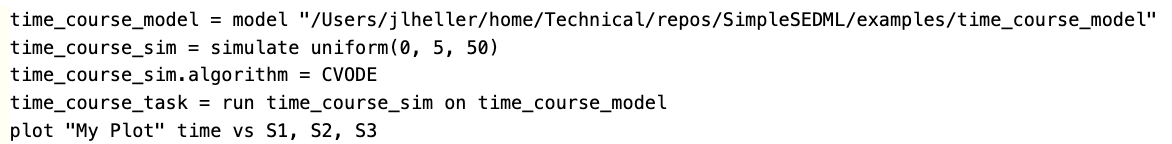 time_course_model = model "/Users/jlheller/home/Technical/repos/SimpleSEDML/examples/time_course_model"
time_course_sim = simulate uniform(0, 5, 50)
time_course_sim.algorithm = CVODE
time_course_task = run time_course_sim on time_course_model
plot "My Plot" time vs S1, S2, S3